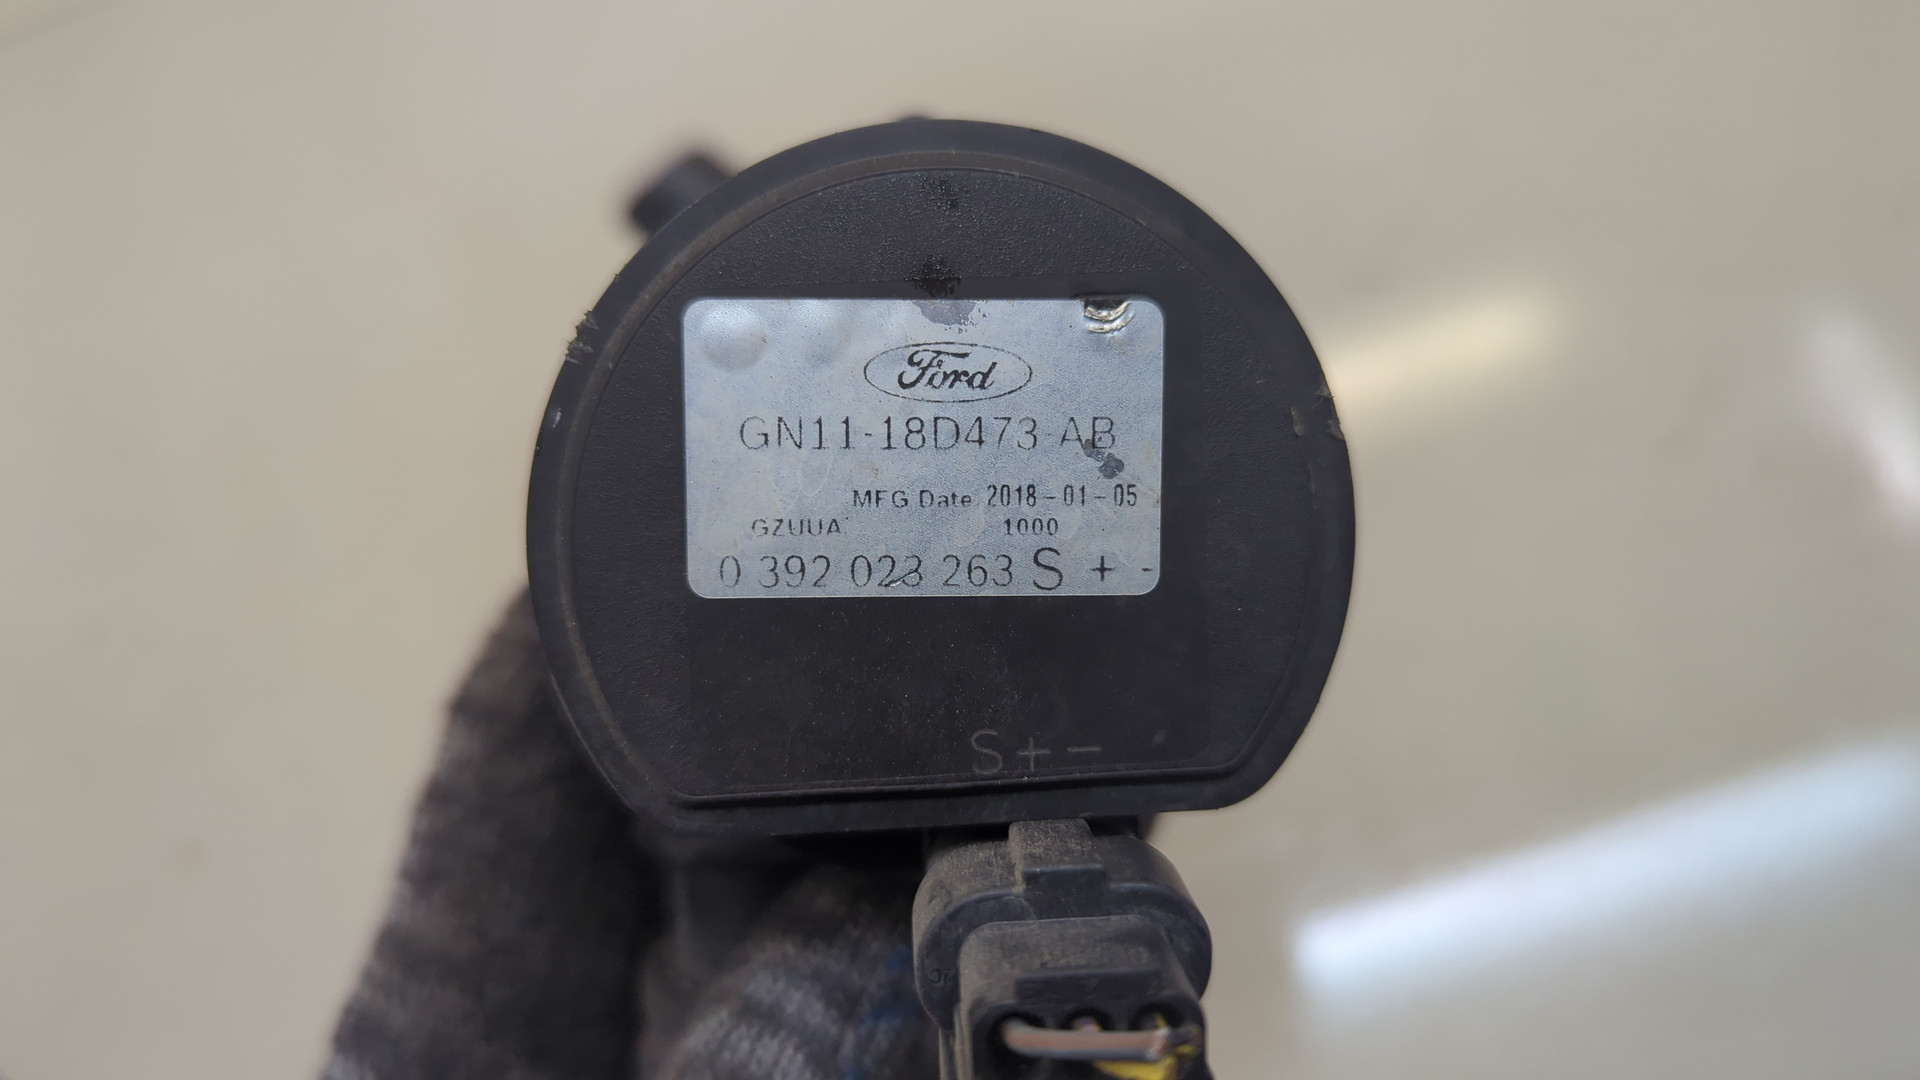 Ford
GN11-18D473-AB
MFG Date 2018-01-05
GZUUA 1000
0 392 023 263 S + -
S + -